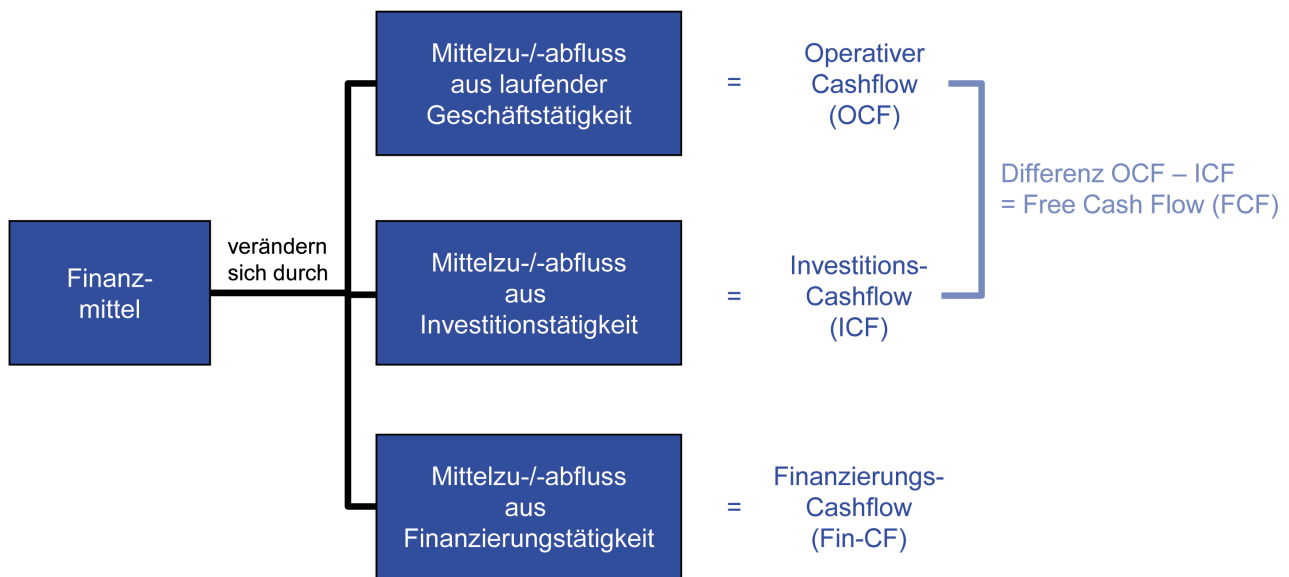 Finanz-
mittel
verändern
sich durch
Mittelzu-/-abfluss
aus laufender
Geschäftstätigkeit
=
Operativer
Cashflow
(OCF)
Mittelzu-/-abfluss
aus
Investitionstätigkeit
=
Investitions-
Cashflow
(ICF)
Differenz OCF – ICF
= Free Cash Flow (FCF)
Mittelzu-/-abfluss
aus
Finanzierungstätigkeit
=
Finanzierungs-
Cashflow
(Fin-CF)